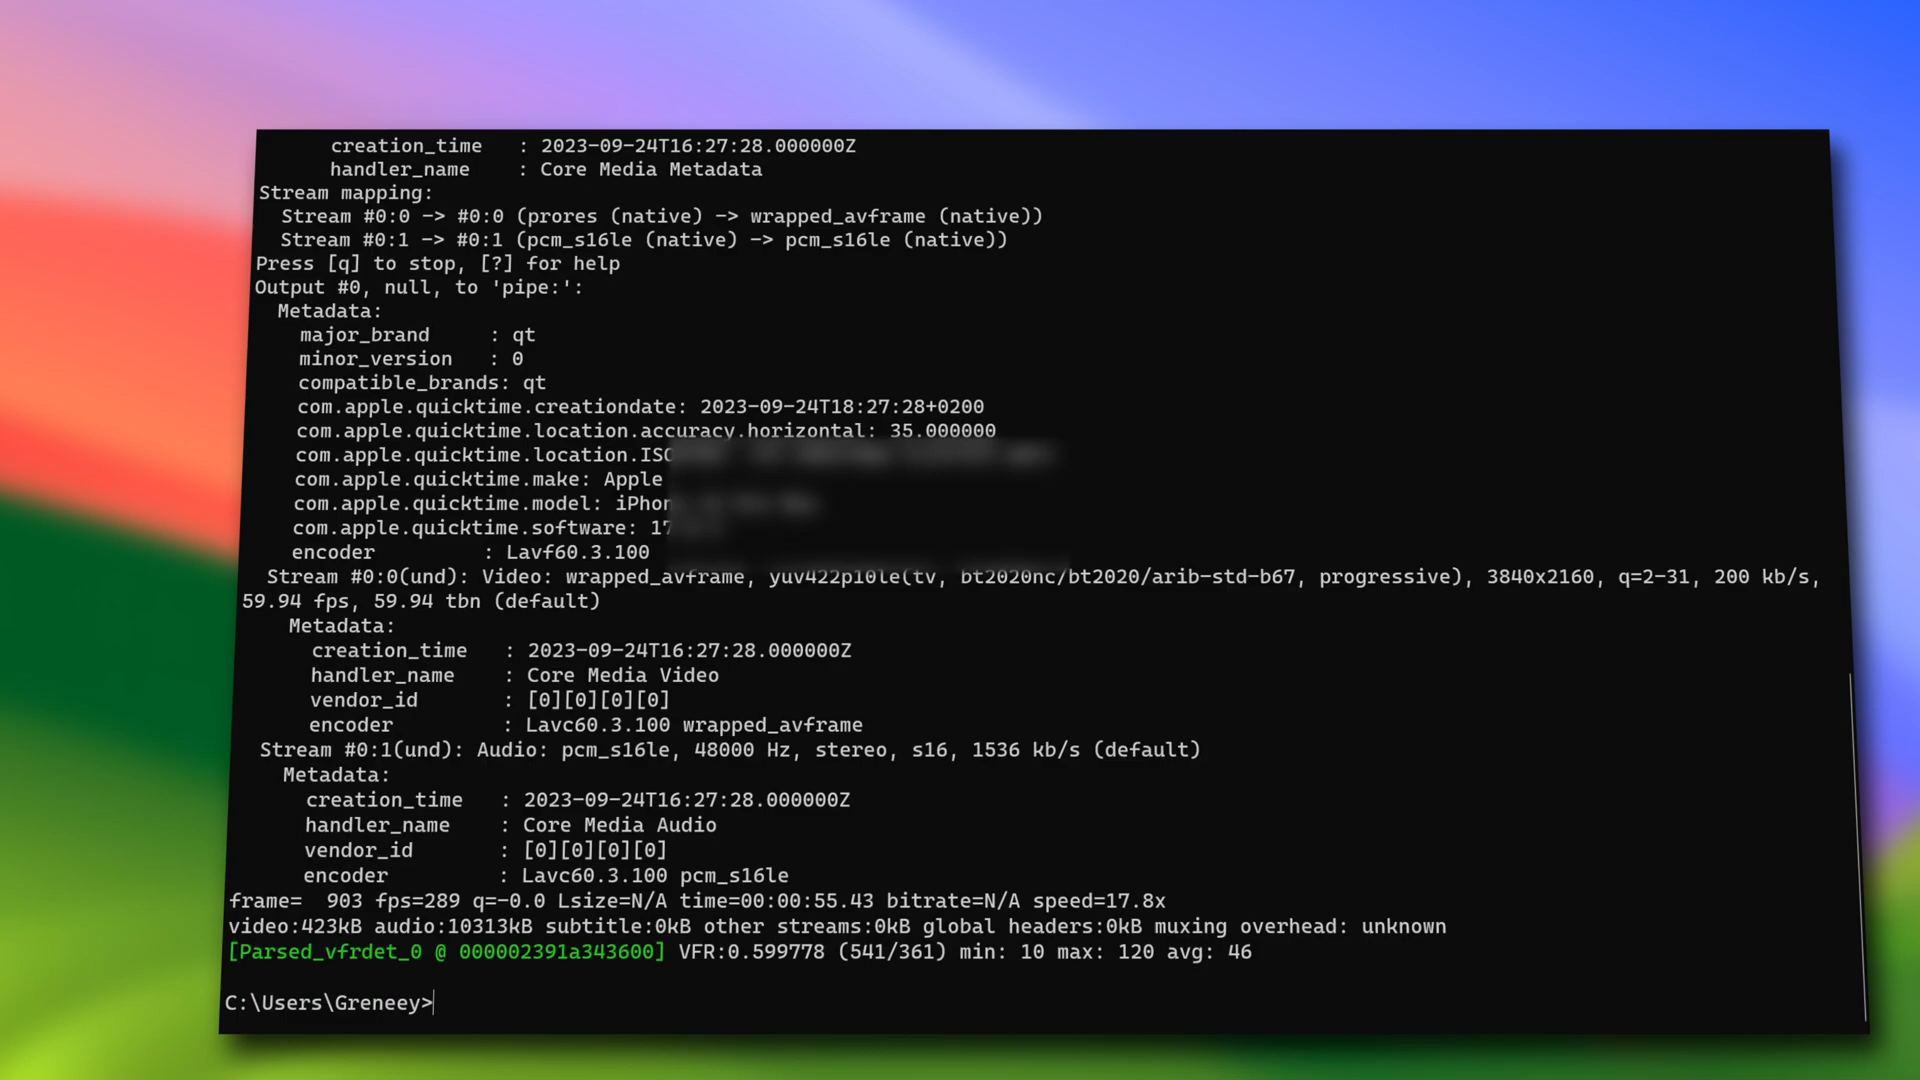 creation_time   : 2023-09-24T16:27:28.000000Z
handler_name    : Core Media Metadata
Stream mapping:
Stream #0:0 -> #0:0 (prores (native) -> wrapped_avframe (native))
Stream #0:1 -> #0:1 (pcm_s16le (native) -> pcm_s16le (native))
Press [q] to stop, [?] for help
Output #0, null, to 'pipe:':
Metadata:
major_brand     : qt
minor_version   : 0
compatible_brands: qt
com.apple.quicktime.creationdate: 2023-09-24T18:27:28+0200
com.apple.quicktime.location.accuracy.horizontal: 35.000000
com.apple.quicktime.location.ISO
com.apple.quicktime.make: Apple
com.apple.quicktime.model: iPhon
com.apple.quicktime.software: 17
encoder         : Lavf60.3.100
Stream #0:0(und): Video: wrapped_avframe, yuv422p10le(tv, bt2020nc/bt2020/arib-std-b67, progressive), 3840x2160, q=2-31, 200 kb/s,
59.94 fps, 59.94 tbn (default)
Metadata:
creation_time   : 2023-09-24T16:27:28.000000Z
handler_name    : Core Media Video
vendor_id       : [0][0][0][0]
encoder         : Lavc60.3.100 wrapped_avframe
Stream #0:1(und): Audio: pcm_s16le, 48000 Hz, stereo, s16, 1536 kb/s (default)
Metadata:
creation_time   : 2023-09-24T16:27:28.000000Z
handler_name    : Core Media Audio
vendor_id       : [0][0][0][0]
encoder         : Lavc60.3.100 pcm_s16le
frame=  903 fps=289 q=-0.0 Lsize=N/A time=00:00:55.43 bitrate=N/A speed=17.8x
video:423kB audio:10313kB subtitle:0kB other streams:0kB global headers:0kB muxing overhead: unknown
[Parsed_vfrdet_0 @ 000002391a343600] VFR:0.599778 (541/361) min: 10 max: 120 avg: 46
C:\Users\Greneey>